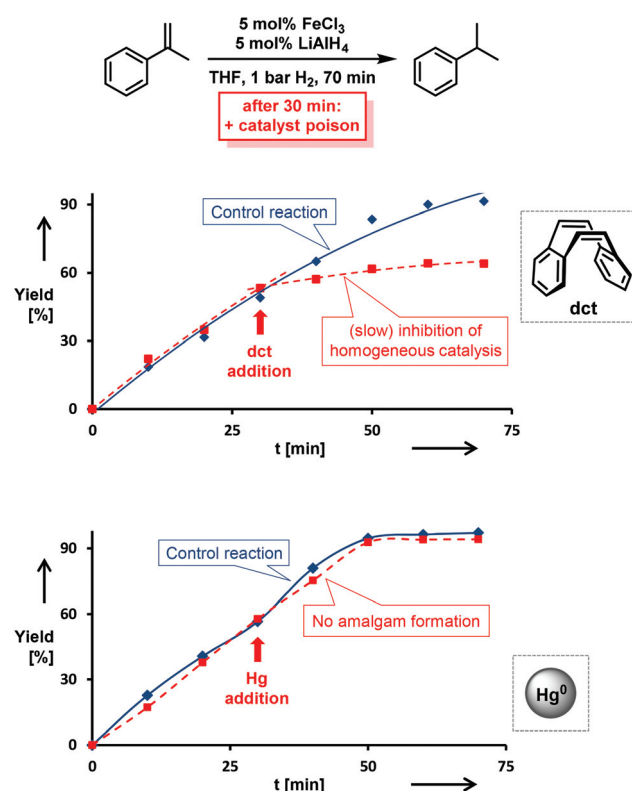 5 mol% FeCl₃
5 mol% LiAlH₄
THF, 1 bar H₂, 70 min
after 30 min:
+ catalyst poison
90
60
30
0
Yield
[%]
Control reaction
dct
addition
(slow) inhibition of
homogeneous catalysis
0
25
50
75
t [min]
dct
90
60
30
0
Yield
[%]
Control reaction
No amalgam formation
Hg
addition
0
25
50
75
t [min]
Hg⁰